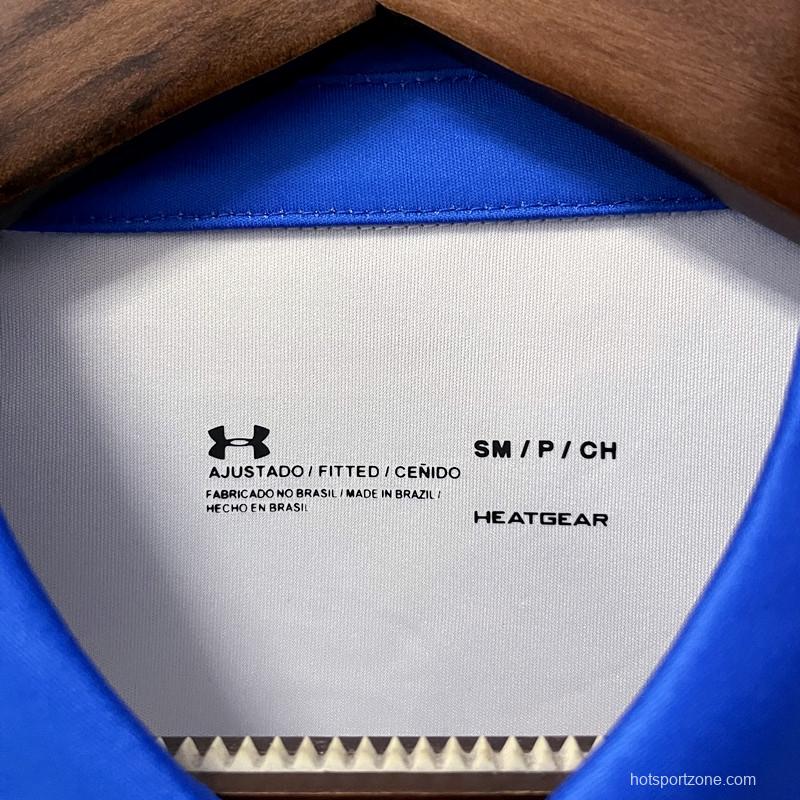 AJUSTADO / FITTED / CEÑIDO
FABRICADO NO BRASIL / MADE IN BRAZIL /
HECHO EN BRASIL
SM / P / CH
HEATGEAR
hotsportzone.com